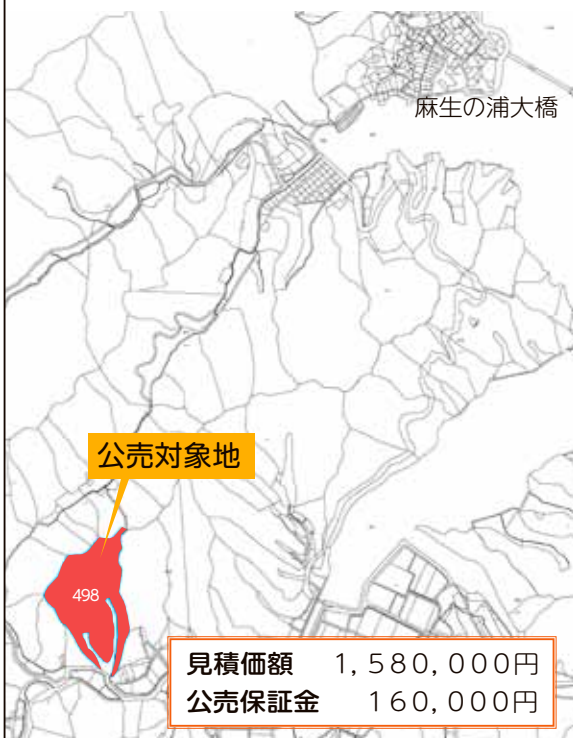 麻生の浦大橋
公売対象地
498
見積価額 1,580,000円
公売保証金 160,000円